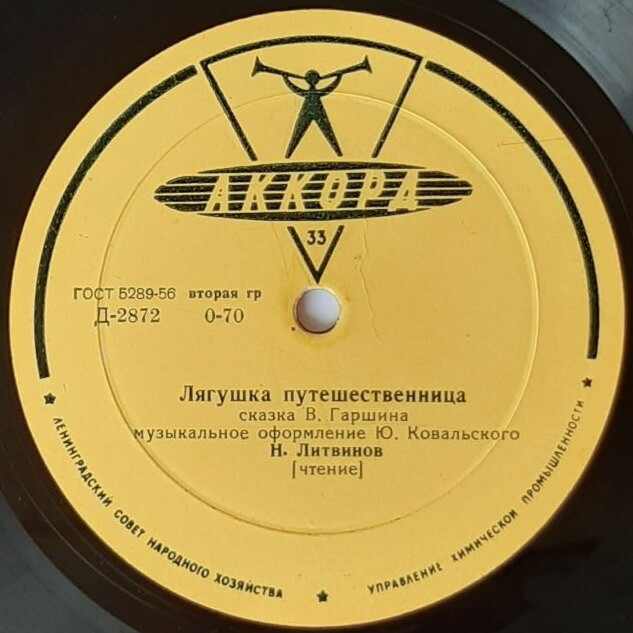 АККОРД
33
ГОСТ 5289-56 вторая гр
Д-2872 0-70
Лягушка путешественница
сказка В. Гаршина
музыкальное оформление Ю. Ковальского
Н. Литвинов
[чтение]
ЛЕНИНГРАДСКИЙ СОВЕТ НАРОДНОГО ХОЗЯЙСТВА
УПРАВЛЕНИЕ ХИМИЧЕСКОЙ ПРОМЫШЛЕННОСТИ